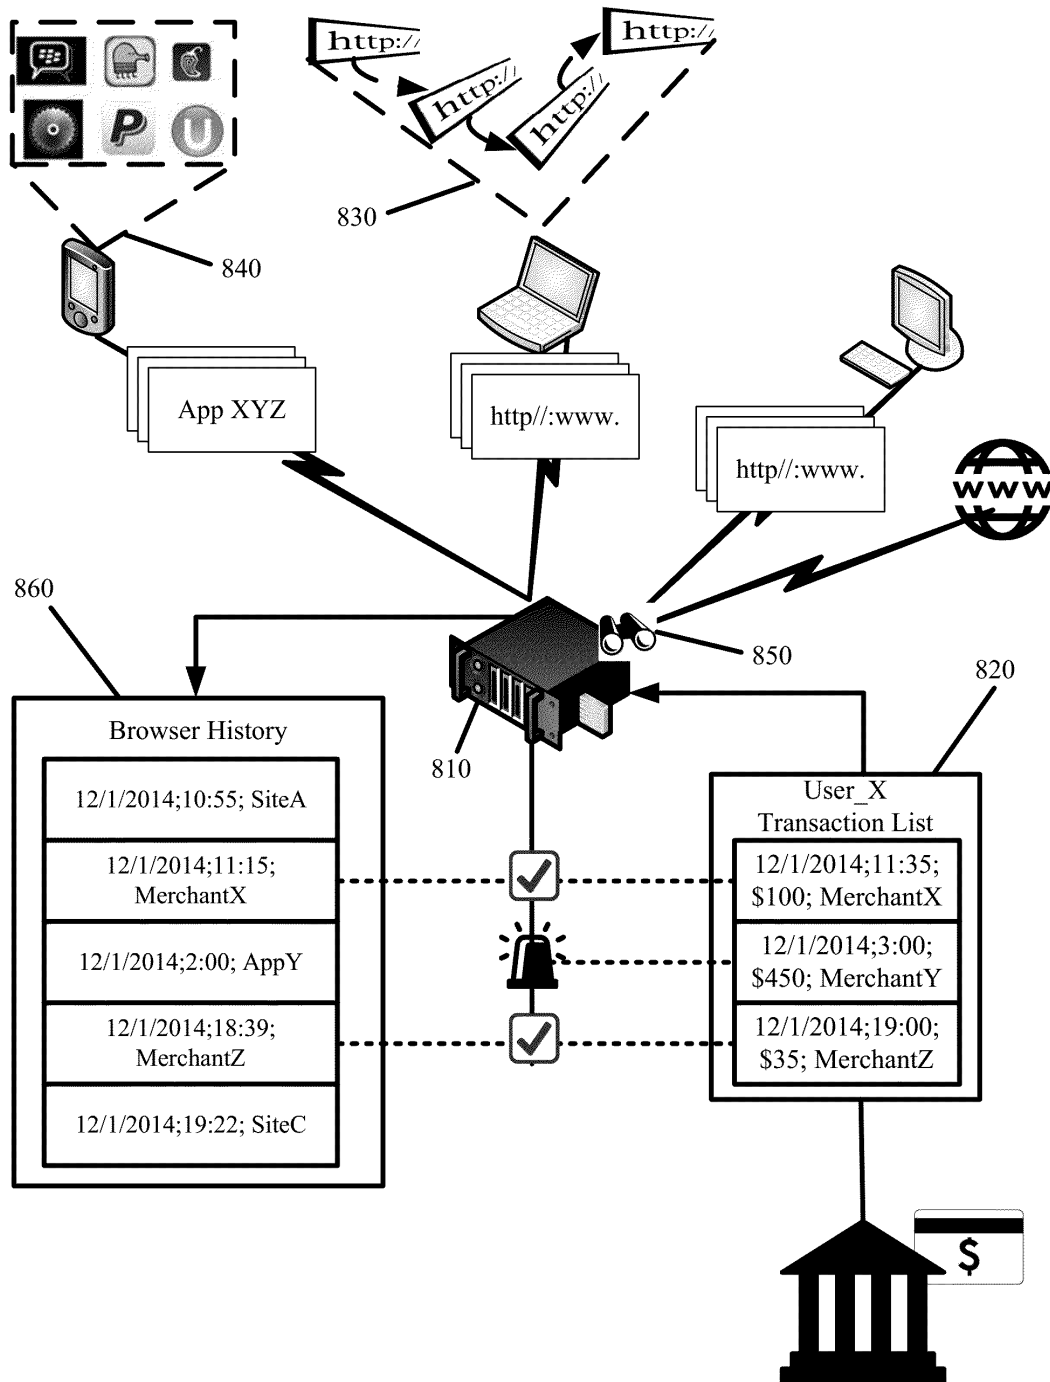 http://
http://
http://
http://
P
U
830
840
App XYZ
http//:www.
http//:www.
WWW
860
850
820
810
Browser History
12/1/2014;10:55; SiteA
12/1/2014;11:15;
MerchantX
12/1/2014;2:00; AppY
12/1/2014;18:39;
MerchantZ
12/1/2014;19:22; SiteC
User_X
Transaction List
12/1/2014;11:35;
$100; MerchantX
12/1/2014;3:00;
$450; MerchantY
12/1/2014;19:00;
$35; MerchantZ
$